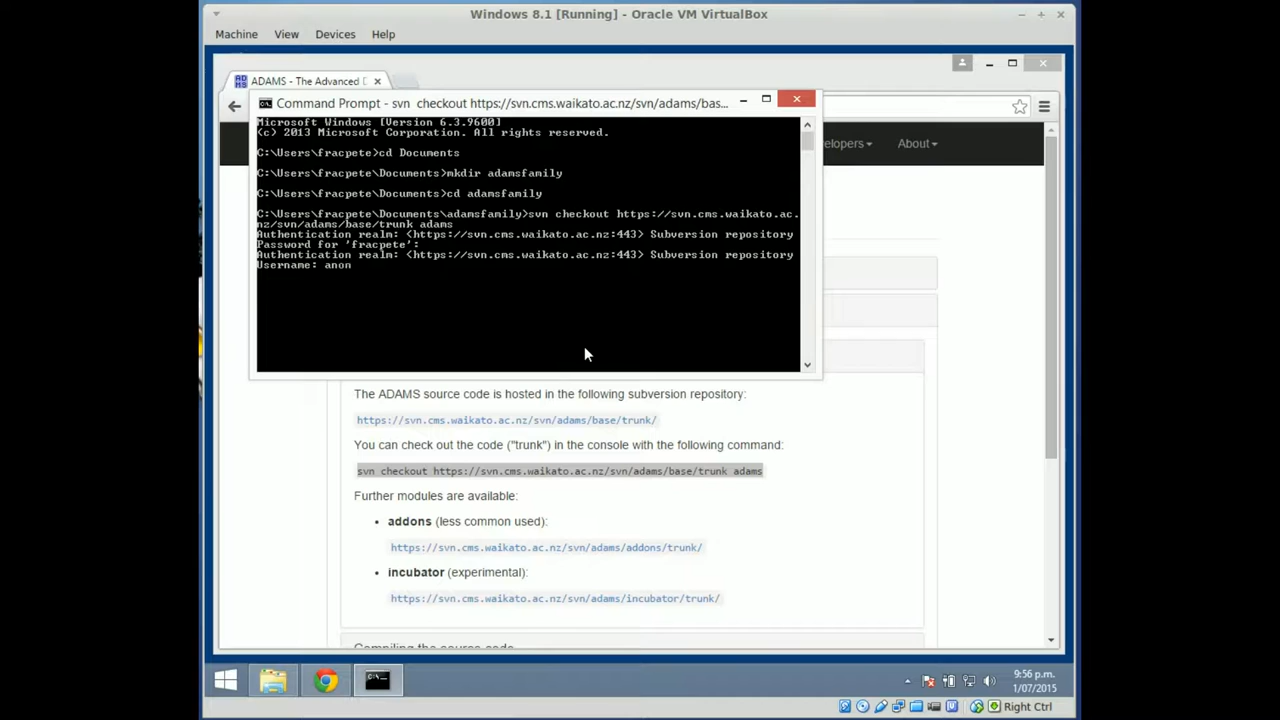 Windows 8.1 [Running] - Oracle VM VirtualBox
Machine View Devices Help
ADAMS - The Advanced D
Command Prompt - svn checkout https://svn.cms.waikato.ac.nz/svn/adams/bas...
Microsoft Windows [Version 6.3.9600]
(c) 2013 Microsoft Corporation. All rights reserved.
C:\Users\fracpete>cd Documents
C:\Users\fracpete\Documents>mkdir adamsfamily
C:\Users\fracpete\Documents>cd adamsfamily
C:\Users\fracpete\Documents\adamsfamily>svn checkout https://svn.cms.waikato.ac.
nz/svn/adams/base/trunk adams
Authentication realm: <https://svn.cms.waikato.ac.nz:443> Subversion repository
Password for 'fracpete':
Authentication realm: <https://svn.cms.waikato.ac.nz:443> Subversion repository
Username: anon
elopers About
The ADAMS source code is hosted in the following subversion repository:
https://svn.cms.waikato.ac.nz/svn/adams/base/trunk/
You can check out the code ("trunk") in the console with the following command:
svn checkout https://svn.cms.waikato.ac.nz/svn/adams/base/trunk adams
Further modules are available:
• addons (less common used):
https://svn.cms.waikato.ac.nz/svn/adams/addons/trunk/
• incubator (experimental):
https://svn.cms.waikato.ac.nz/svn/adams/incubator/trunk/
Compiling the source code
9:56 p.m.
1/07/2015
Right Ctrl